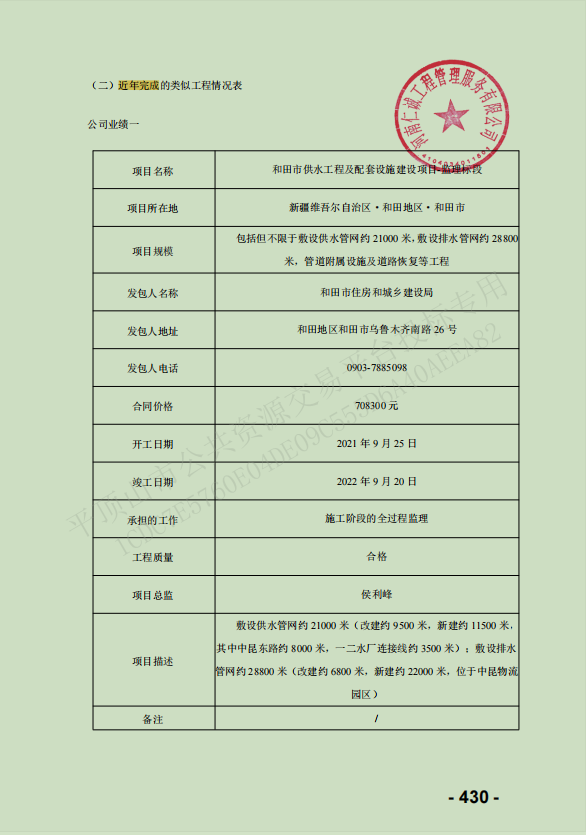 （二）近年完成的类似工程情况表
公司业绩一
河南仁诚工程管理服务有限公司
项目名称 和田市供水工程及配套设施建设项目-监理标段
项目所在地 新疆维吾尔自治区·和田地区·和田市
项目规模 包括但不限于敷设供水管网约 21000 米，敷设排水管网约 28800
米，管道附属设施及道路恢复等工程
发包人名称 和田市住房和城乡建设局
发包人地址 和田地区和田市乌鲁木齐南路 26 号
发包人电话 0903-7885098
合同价格 708300 元
开工日期 2021 年 9 月 25 日
竣工日期 2022 年 9 月 20 日
承担的工作 施工阶段的全过程监理
工程质量 合格
项目总监 侯利峰
项目描述 敷设供水管网约 21000 米（改建约 9500 米，新建约 11500 米，
其中中昆东路约 8000 米，一二水厂连接线约 3500 米）；敷设排水
管网约 28800 米（改建约 6800 米，新建约 22000 米，位于中昆物流
园区）
备注 /
平顶山市公共资源交易平台投标专用
- 430 -